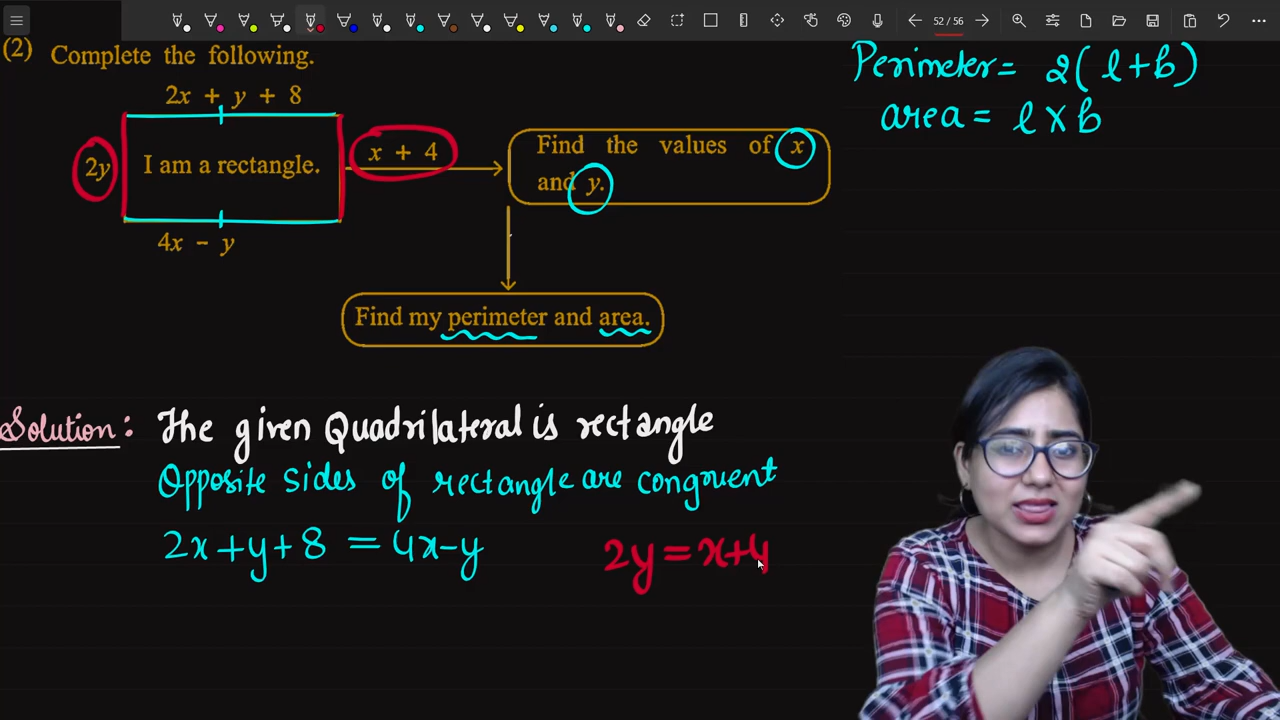 52 / 56
(2) Complete the following.
2x + y + 8
2y
I am a rectangle.
x + 4
4x - y
Find the values of x
and y.
Find my perimeter and area.
Perimeter = 2(l+b)
area = l×b
Solution: The given Quadrilateral is rectangle
Opposite sides of rectangle are congruent
2x+y+8 = 4x-y
2y = x+4